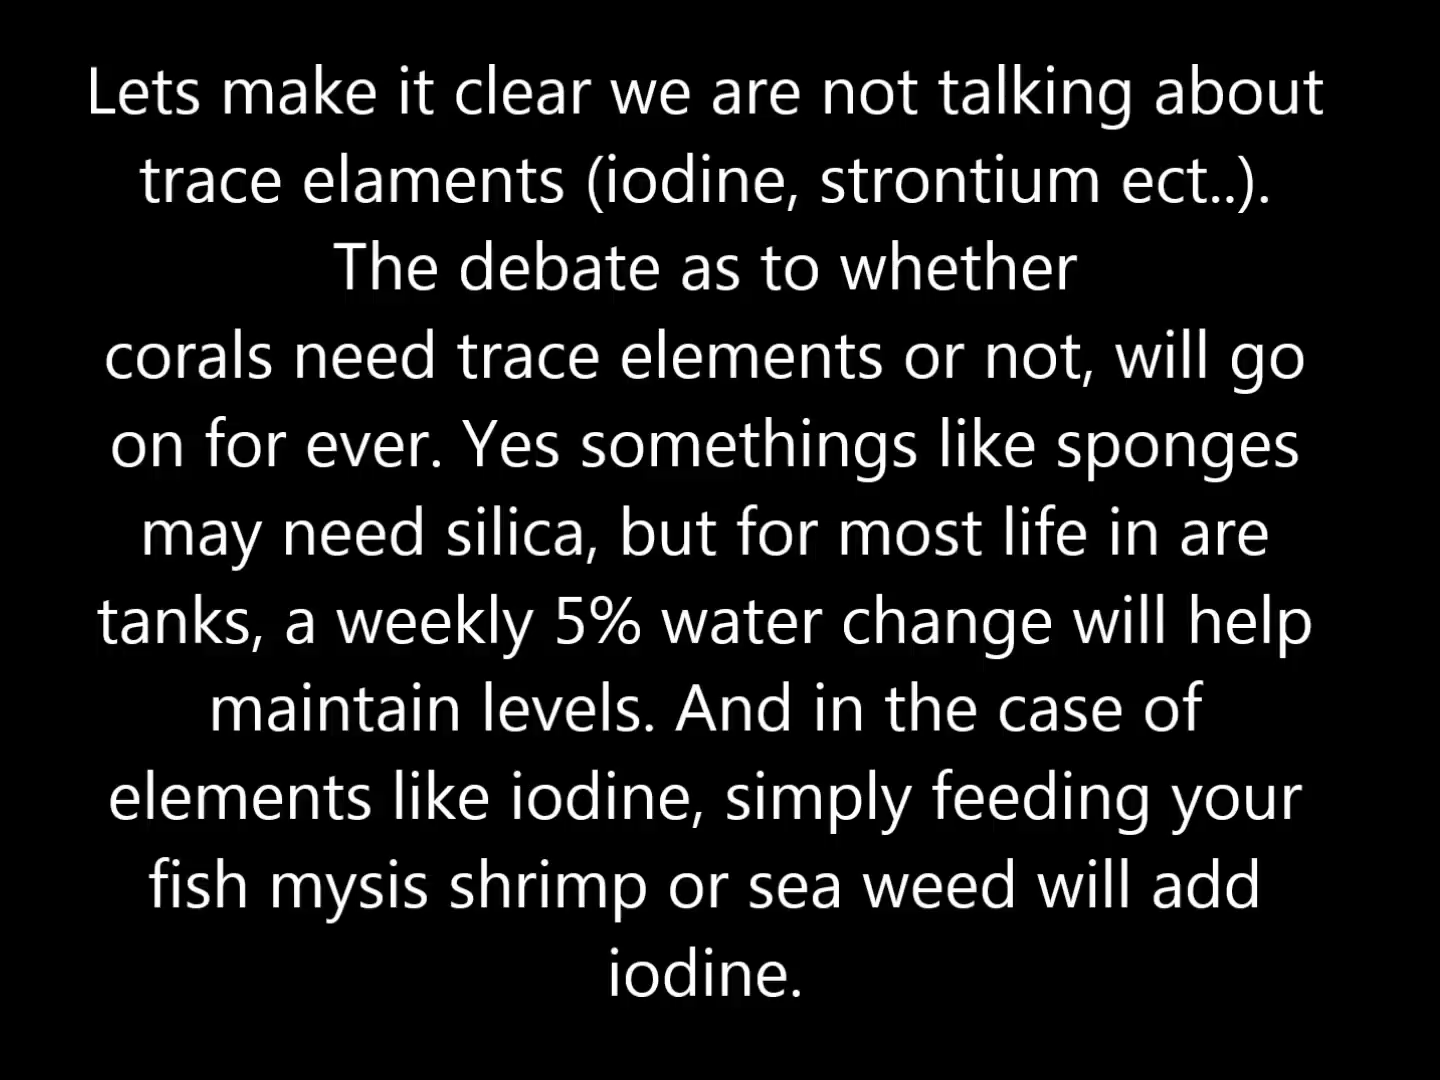 Lets make it clear we are not talking about
trace elaments (iodine, strontium ect..).
The debate as to whether
corals need trace elements or not, will go
on for ever. Yes somethings like sponges
may need silica, but for most life in are
tanks, a weekly 5% water change will help
maintain levels. And in the case of
elements like iodine, simply feeding your
fish mysis shrimp or sea weed will add
iodine.